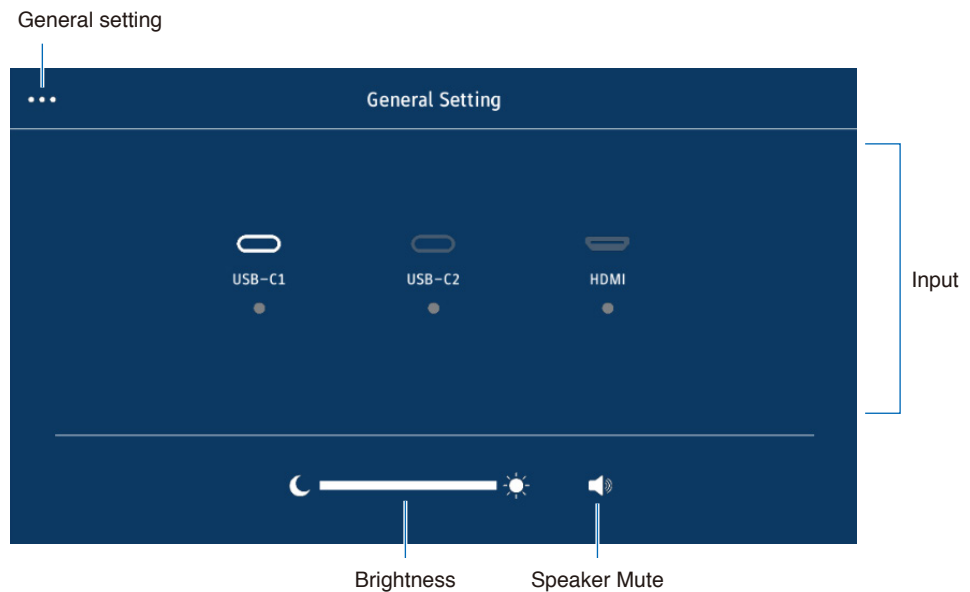 General setting
General Setting
USB-C1
USB-C2
HDMI
Input
Brightness
Speaker Mute